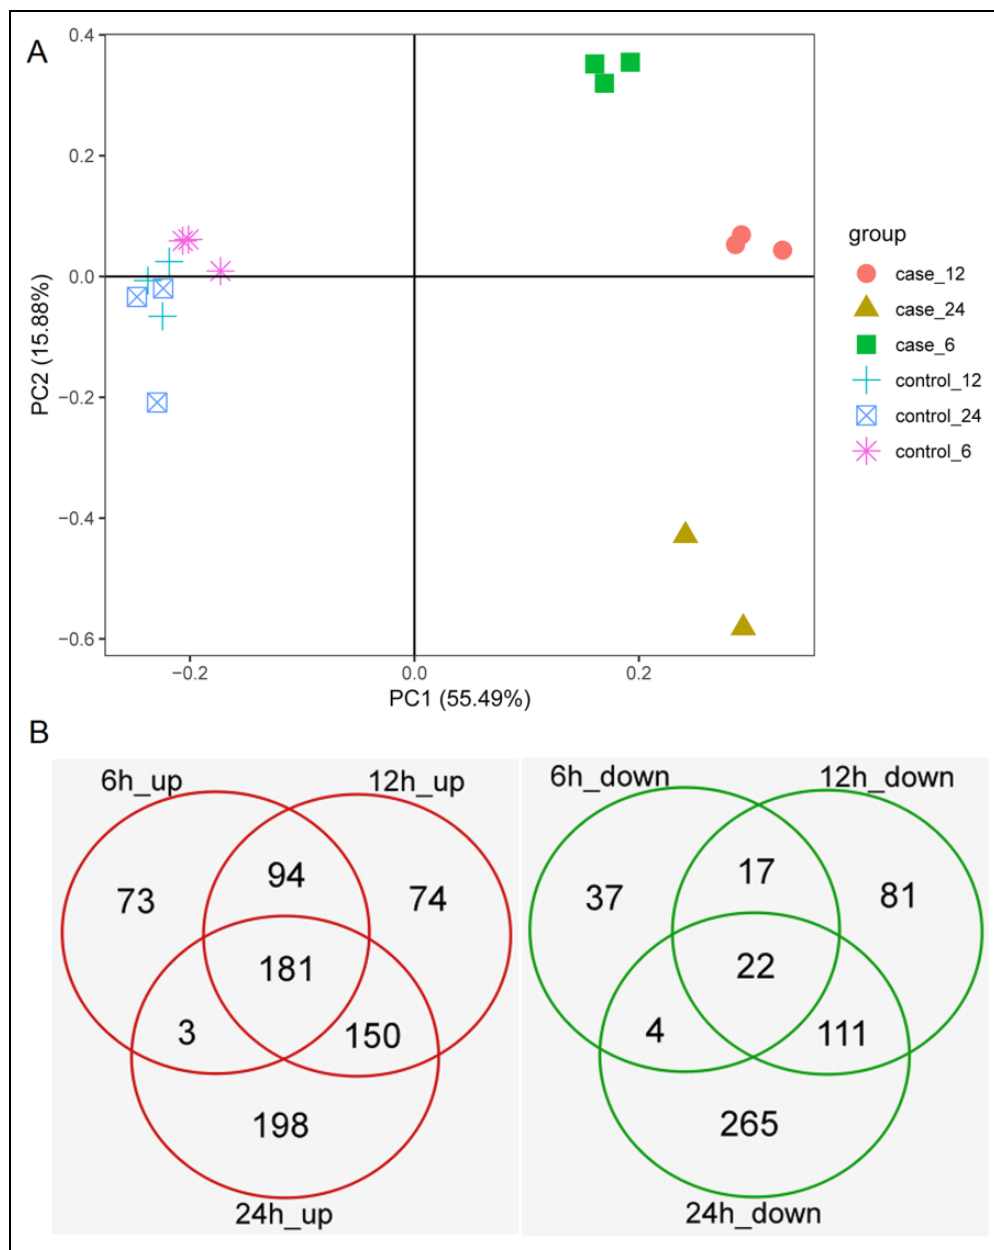 A
0.4
0.2
0.0
−0.2
−0.4
−0.6
PC2 (15.88%)
−0.2 0.0 0.2
PC1 (55.49%)
group
case_12
case_24
case_6
control_12
control_24
control_6
B
6h_up 12h_up
73 94 74
181
3 150
198
24h_up
6h_down 12h_down
37 17 81
22
4 111
265
24h_down